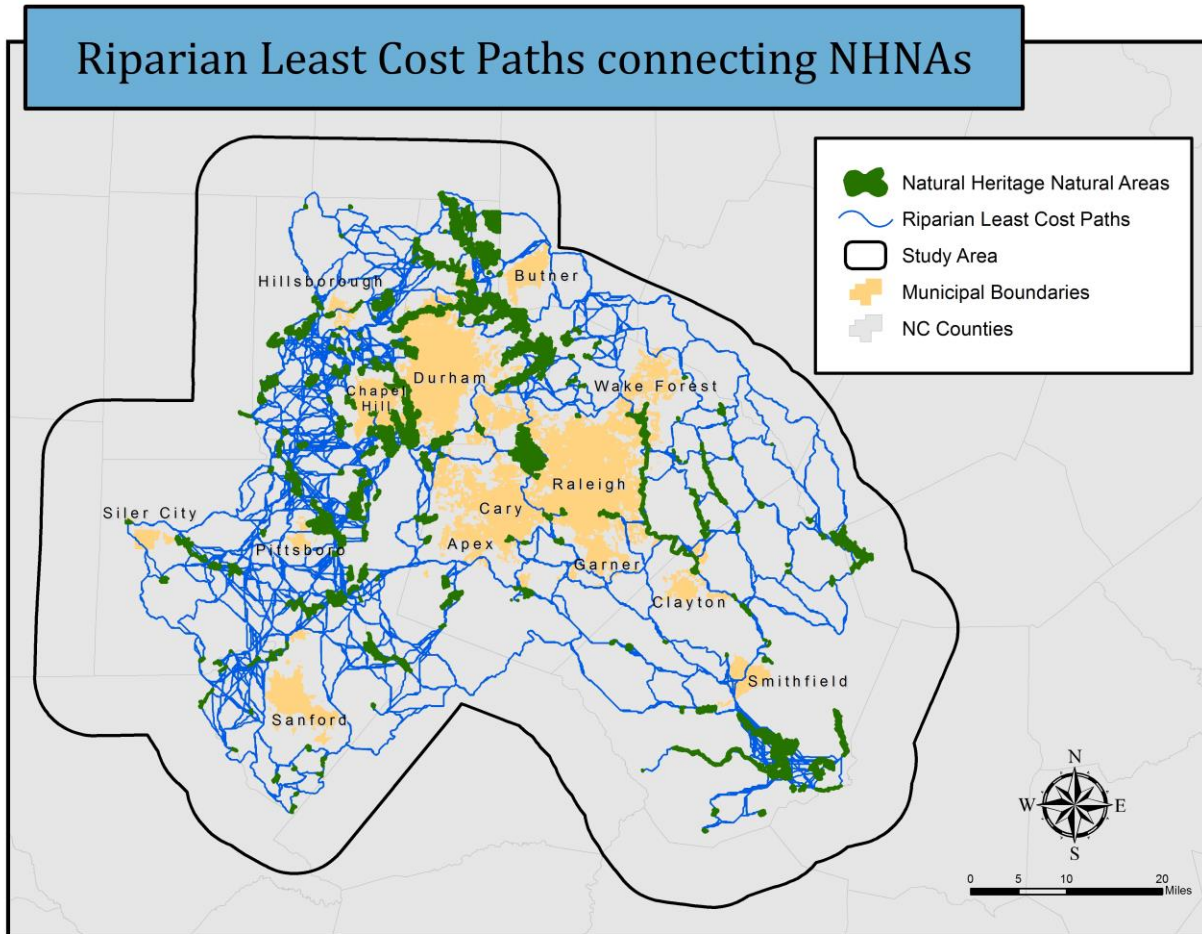 Riparian Least Cost Paths connecting NHNAs
Natural Heritage Natural Areas
Riparian Least Cost Paths
Study Area
Municipal Boundaries
NC Counties
Hillsborough
Butner
Durham
Chapel
Hill
Wake Forest
Raleigh
Siler City
Cary
Pittsboro
Apex
Garner
Clayton
Smithfield
Sanford
N
W E
S
0 5 10 20
Miles